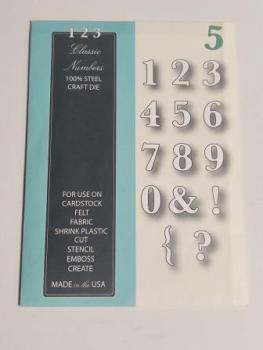 1 2 3
Classic
Numbers
100% STEEL
CRAFT DIE
FOR USE ON
CARDSTOCK
FELT
FABRIC
SHRINK PLASTIC
CUT
STENCIL
EMBOSS
CREATE
MADE in the USA
5
1 2 3
4 5 6
7 8 9
0 & !
{ ?